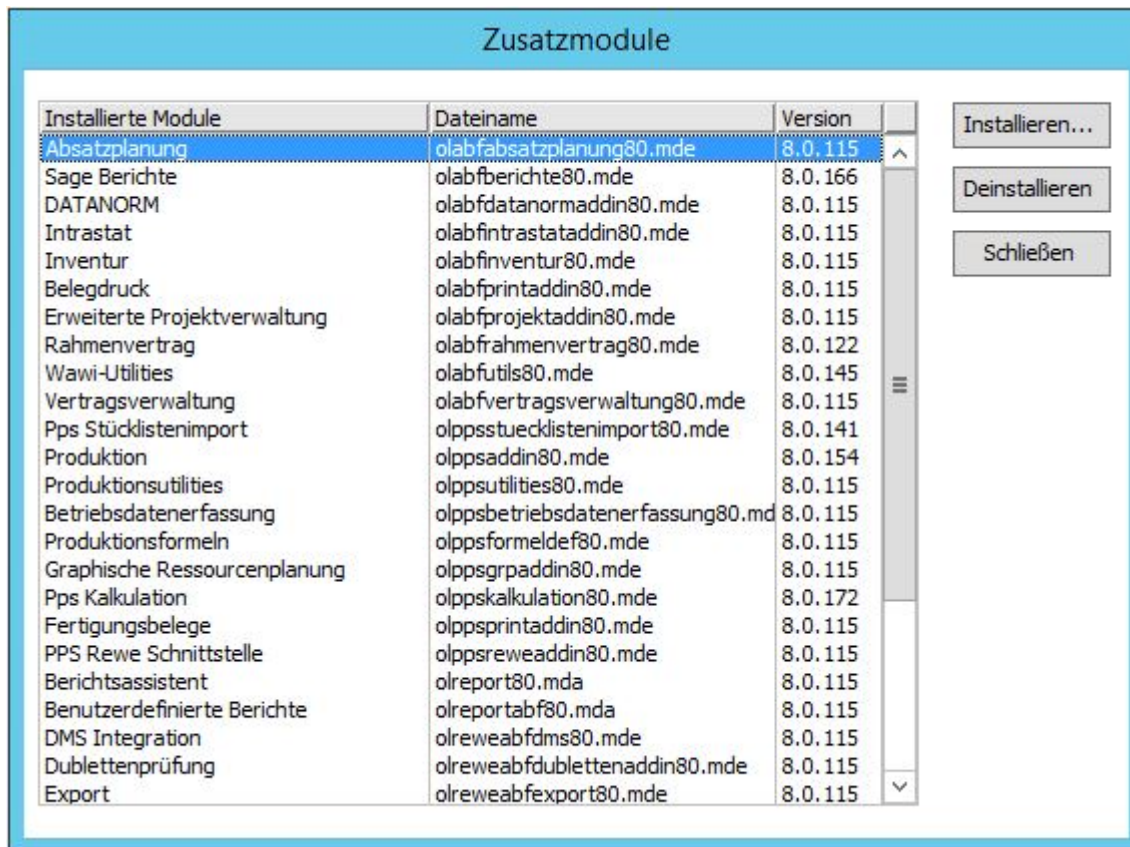 Zusatzmodule
Installierte Module Dateiname Version
Absatzplanung olabfabsatzplanung80.mde 8.0.115
Sage Berichte olabfberichte80.mde 8.0.166
DATANORM olabfdatanormaddin80.mde 8.0.115
Intrastat olabfintrastataddin80.mde 8.0.115
Inventur olabfinventur80.mde 8.0.115
Belegdruck olabfprintaddin80.mde 8.0.115
Erweiterte Projektverwaltung olabfprojektaddin80.mde 8.0.115
Rahmenvertrag olabfrahmenvertrag80.mde 8.0.122
Wawi-Utilities olabfutils80.mde 8.0.145
Vertragsverwaltung olabfvertragsverwaltung80.mde 8.0.115
Pps Stücklistenimport olppsstuecklistenimport80.mde 8.0.141
Produktion olppsaddin80.mde 8.0.154
Produktionsutilities olppsutilities80.mde 8.0.115
Betriebsdatenerfassung olppsbetriebsdatenerfassung80.md 8.0.115
Produktionsformeln olppsformeldef80.mde 8.0.115
Graphische Ressourcenplanung olppsgrpaddin80.mde 8.0.115
Pps Kalkulation olppskalkulation80.mde 8.0.172
Fertigungsbelege olppsprintaddin80.mde 8.0.115
PPS Rewe Schnittstelle olppsreweaddin80.mde 8.0.115
Berichtsassistent olreport80.mda 8.0.115
Benutzerdefinierte Berichte olreportabf80.mda 8.0.115
DMS Integration olreweabfdms80.mde 8.0.115
Dublettenprüfung olreweabfdublettenaddin80.mde 8.0.115
Export olreweabfexport80.mde 8.0.115
Installieren...
Deinstallieren
Schließen